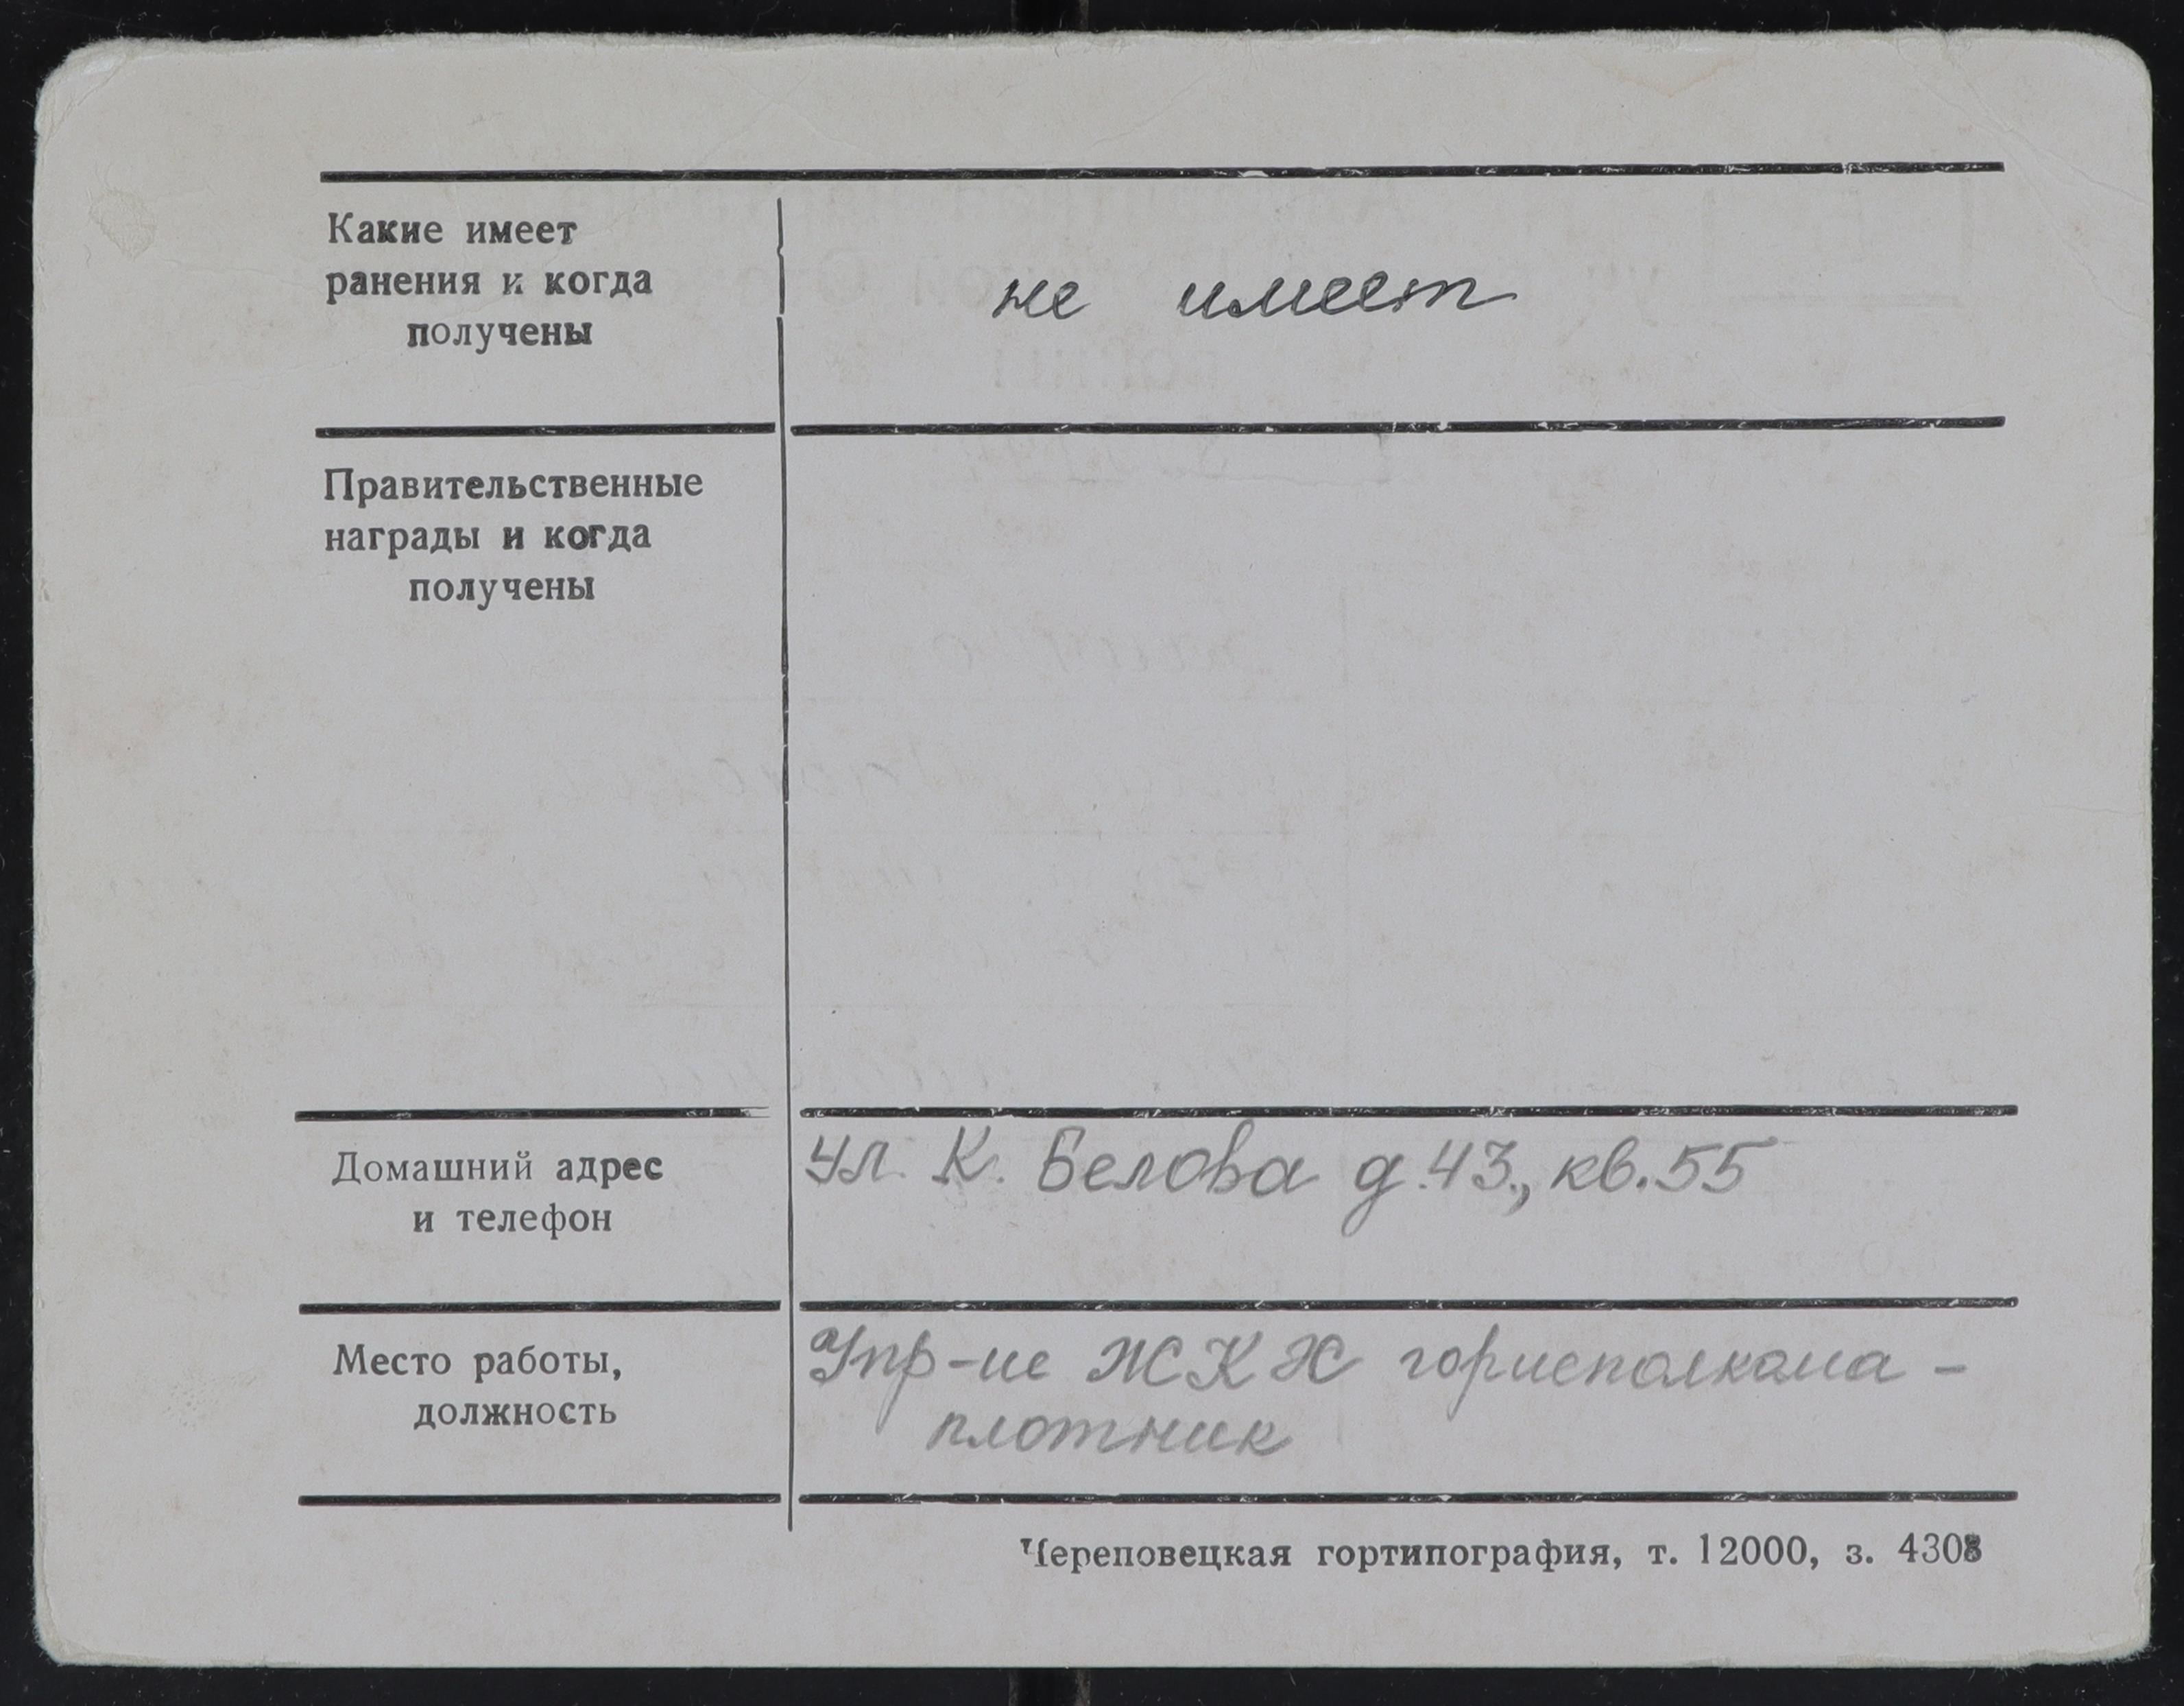 Какие имеет
ранения и когда
получены
не имеет
Правительственные
награды и когда
получены
Домашний адрес
и телефон
ул. К. Белова д.43., кв.55
Место работы,
должность
Упр-ие ЖКХ горисполкома -
плотник
Череповецкая гортипография, т. 12000, з. 4308